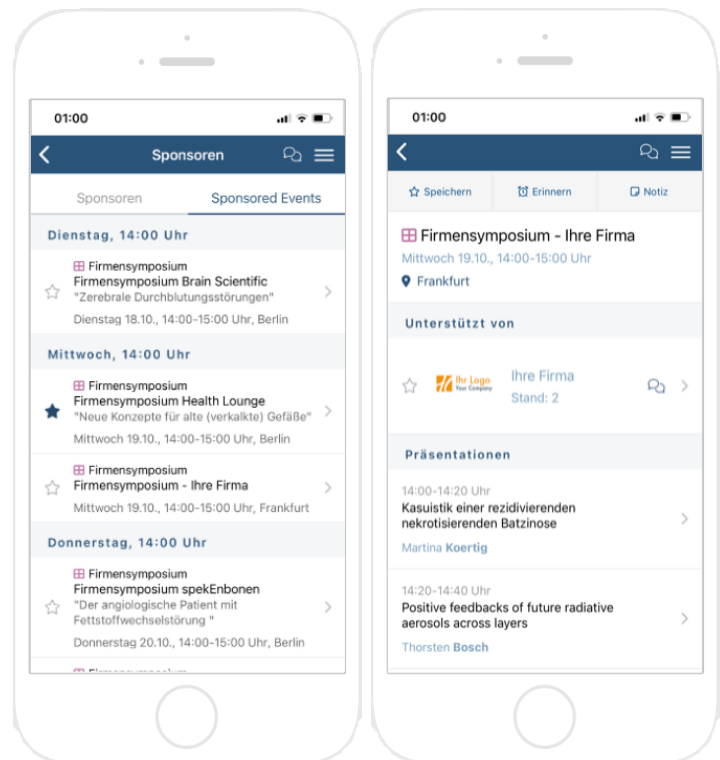 01:00
Sponsoren
Sponsoren Sponsored Events
Dienstag, 14:00 Uhr
Firmensymposium
Firmensymposium Brain Scientific
"Zerebrale Durchblutungsstörungen"
Dienstag 18.10., 14:00-15:00 Uhr, Berlin
Mittwoch, 14:00 Uhr
Firmensymposium
Firmensymposium Health Lounge
"Neue Konzepte für alte (verkalkte) Gefäße"
Mittwoch 19.10., 14:00-15:00 Uhr, Berlin
Firmensymposium
Firmensymposium - Ihre Firma
Mittwoch 19.10., 14:00-15:00 Uhr, Frankfurt
Donnerstag, 14:00 Uhr
Firmensymposium
Firmensymposium spekEnbonen
"Der angiologische Patient mit
Fettstoffwechselstörung "
Donnerstag 20.10., 14:00-15:00 Uhr, Berlin
01:00
Speichern Erinnern Notiz
Firmensymposium - Ihre Firma
Mittwoch 19.10., 14:00-15:00 Uhr
Frankfurt
Unterstützt von
Ihr Logo
Your Company
Ihre Firma
Stand: 2
Präsentationen
14:00-14:20 Uhr
Kasuistik einer rezidivierenden
nekrotisierenden Batzinose
Martina Koertig
14:20-14:40 Uhr
Positive feedbacks of future radiative
aerosols across layers
Thorsten Bosch